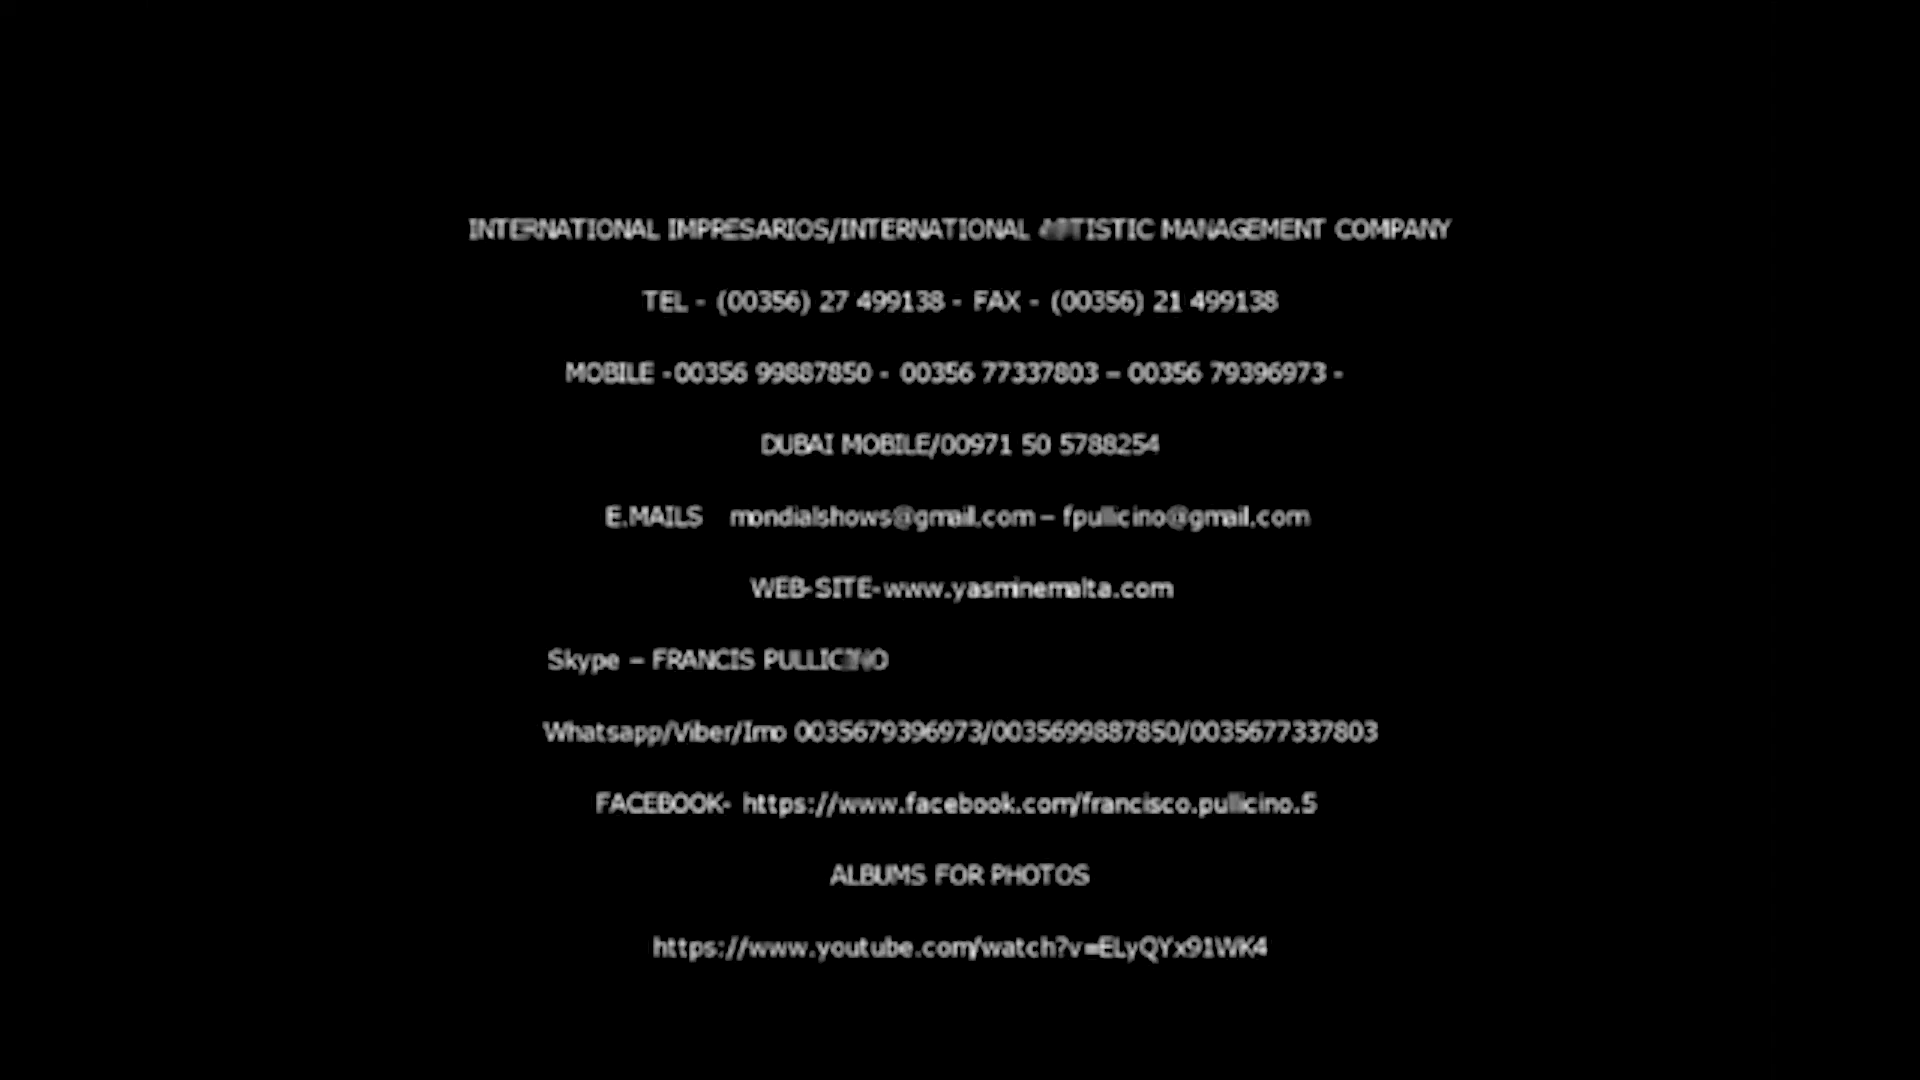 INTERNATIONAL IMPRESARIOS/INTERNATIONAL ARTISTIC MANAGEMENT COMPANY
TEL - (00356) 27 499138 - FAX - (00356) 21 499138
MOBILE -00356 99887850 - 00356 77337803 – 00356 79396973 -
DUBAI MOBILE/00971 50 5788254
E.MAILS mondialshows@gmail.com – fpullicino@gmail.com
WEB-SITE-www.yasminemalta.com
Skype – FRANCIS PULLICINO
Whatsapp/Viber/Imo 0035679396973/0035699887850/0035677337803
FACEBOOK- https://www.facebook.com/francisco.pullicino.5
ALBUMS FOR PHOTOS
https://www.youtube.com/watch?v=ELyQYx91WK4